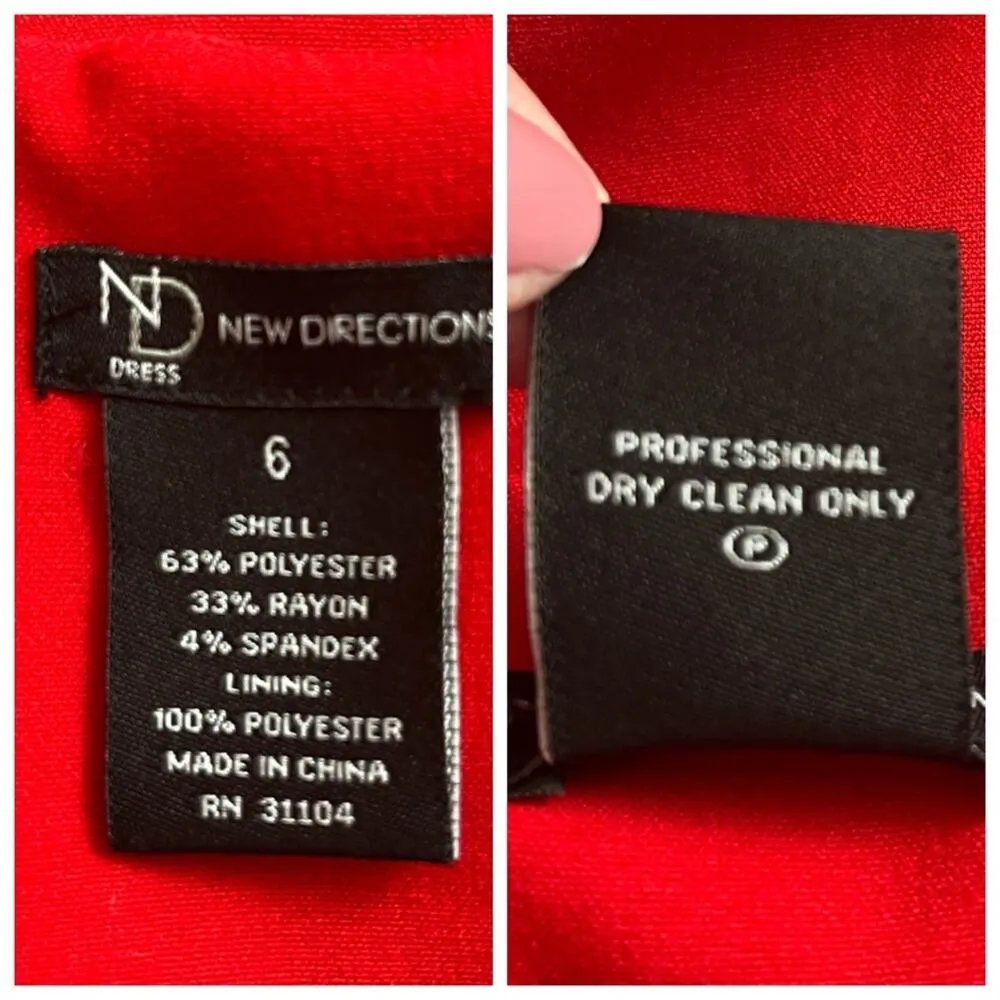 ND NEW DIRECTIONS
DRESS
6
SHELL:
63% POLYESTER
33% RAYON
4% SPANDEX
LINING:
100% POLYESTER
MADE IN CHINA
RN 31104
PROFESSIONAL
DRY CLEAN ONLY
P